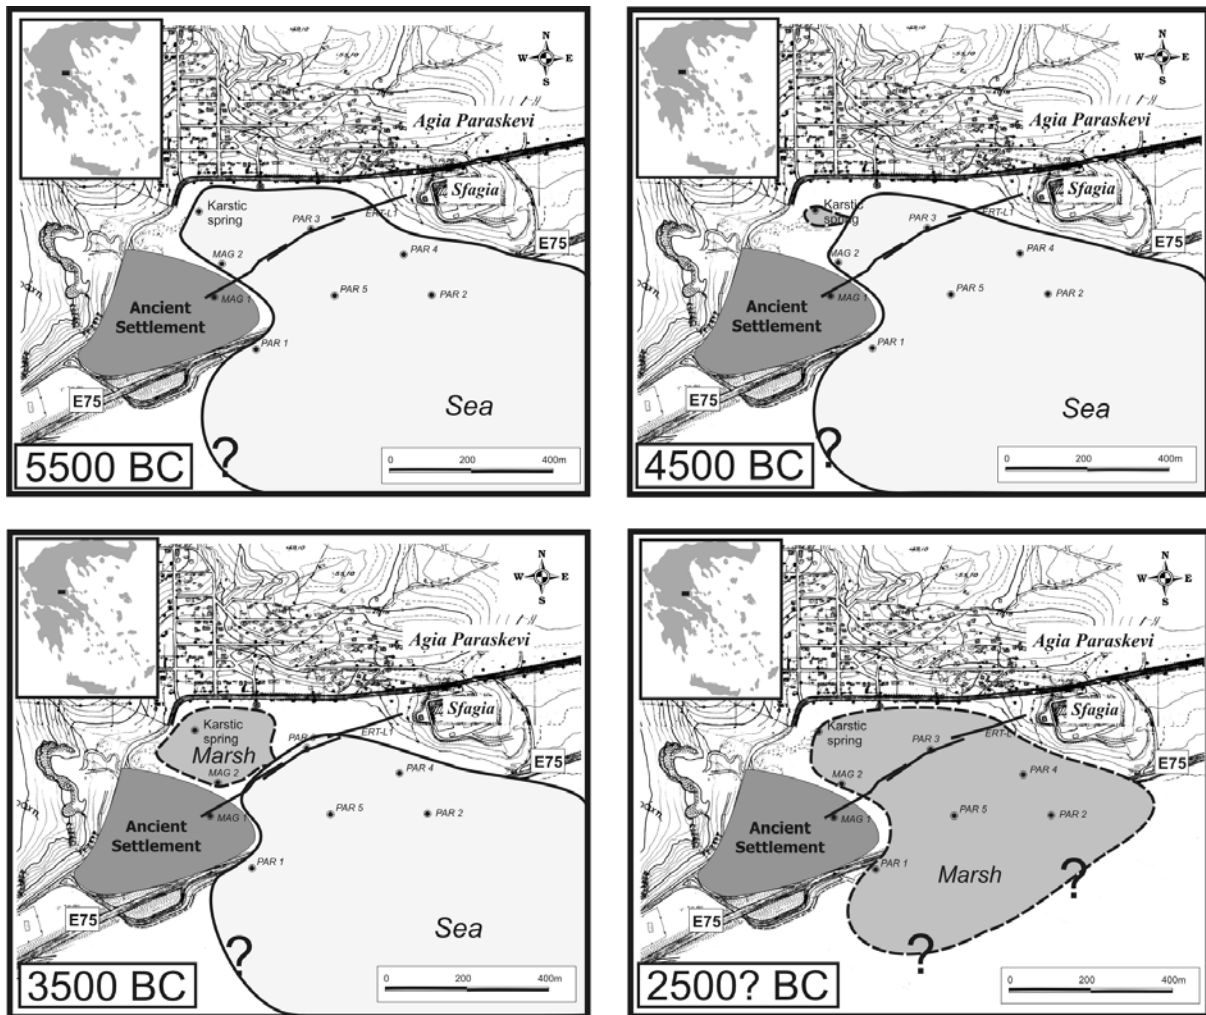 N
W E
S
Agia Paraskevi
Sfagia
Karstic
spring
PAR 3
ERT-L1
E75
MAG 2
PAR 4
MAG 1
PAR 5
PAR 2
Ancient
Settlement
PAR 1
E75
Sea
?
5500 BC
0 200 400m
N
W E
S
Agia Paraskevi
Sfagia
Karstic
spring
PAR 3
ERT-L1
E75
MAG 2
PAR 4
MAG 1
PAR 5
PAR 2
Ancient
Settlement
PAR 1
E75
Sea
?
4500 BC
0 200 400m
N
W E
S
Agia Paraskevi
Sfagia
Karstic
spring
Marsh
ERT-L1
E75
MAG 2
PAR 4
MAG 1
PAR 5
PAR 2
Ancient
Settlement
PAR 1
E75
Sea
?
3500 BC
0 200 400m
N
W E
S
Agia Paraskevi
Sfagia
Karstic
spring
PAR 3
E75
MAG 2
PAR 4
MAG 1
PAR 5
PAR 2
Ancient
Settlement
PAR 1
Marsh
?
E75
?
2500? BC
0 200 400m